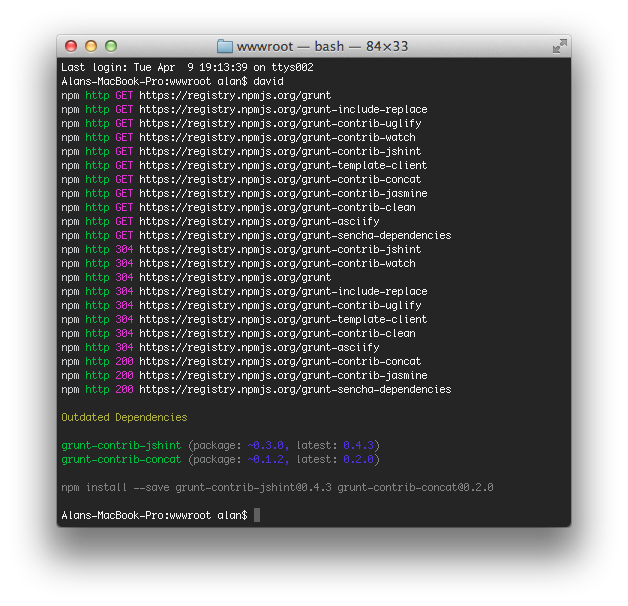 wwwroot — bash — 84×33
Last login: Tue Apr  9 19:13:39 on ttys002
Alans-MacBook-Pro:wwwroot alan$ david
npm http GET https://registry.npmjs.org/grunt
npm http GET https://registry.npmjs.org/grunt-include-replace
npm http GET https://registry.npmjs.org/grunt-contrib-uglify
npm http GET https://registry.npmjs.org/grunt-contrib-watch
npm http GET https://registry.npmjs.org/grunt-contrib-jshint
npm http GET https://registry.npmjs.org/grunt-template-client
npm http GET https://registry.npmjs.org/grunt-contrib-concat
npm http GET https://registry.npmjs.org/grunt-contrib-jasmine
npm http GET https://registry.npmjs.org/grunt-contrib-clean
npm http GET https://registry.npmjs.org/grunt-asciify
npm http GET https://registry.npmjs.org/grunt-sencha-dependencies
npm http 304 https://registry.npmjs.org/grunt-contrib-jshint
npm http 304 https://registry.npmjs.org/grunt-contrib-watch
npm http 304 https://registry.npmjs.org/grunt
npm http 304 https://registry.npmjs.org/grunt-include-replace
npm http 304 https://registry.npmjs.org/grunt-contrib-uglify
npm http 304 https://registry.npmjs.org/grunt-template-client
npm http 304 https://registry.npmjs.org/grunt-contrib-clean
npm http 304 https://registry.npmjs.org/grunt-asciify
npm http 200 https://registry.npmjs.org/grunt-contrib-concat
npm http 200 https://registry.npmjs.org/grunt-contrib-jasmine
npm http 200 https://registry.npmjs.org/grunt-sencha-dependencies
Outdated Dependencies
grunt-contrib-jshint (package: ~0.3.0, latest: 0.4.3)
grunt-contrib-concat (package: ~0.1.2, latest: 0.2.0)
npm install --save grunt-contrib-jshint@0.4.3 grunt-contrib-concat@0.2.0
Alans-MacBook-Pro:wwwroot alan$